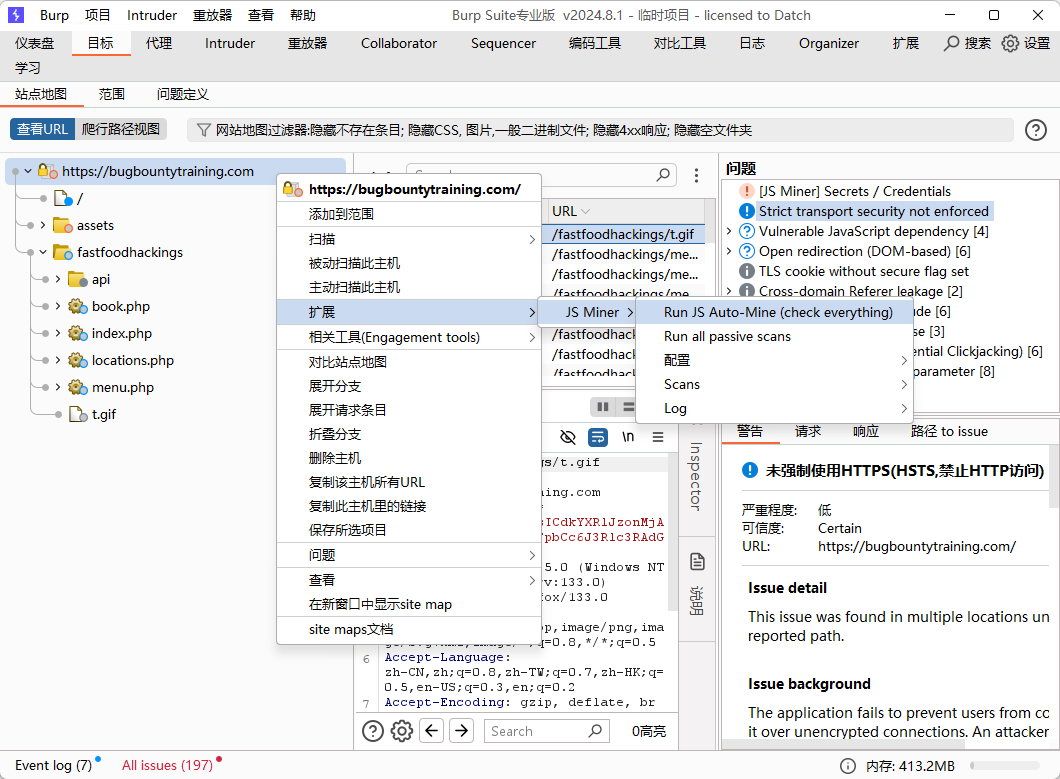 Burp 项目 Intruder 重放器 查看 帮助 Burp Suite专业版 v2024.8.1 - 临时项目 - licensed to Datch
仪表盘 目标 代理 Intruder 重放器 Collaborator Sequencer 编码工具 对比工具 日志 Organizer 扩展 搜索 设置
学习
站点地图 范围 问题定义
查看URL 爬行路径视图 网站地图过滤器:隐藏不存在条目; 隐藏CSS, 图片,一般二进制文件; 隐藏4xx响应; 隐藏空文件夹
https://bugbountytraining.com
/
assets
fastfoodhackings
api
book.php
index.php
locations.php
menu.php
t.gif
https://bugbountytraining.com/
添加到范围
扫描
被动扫描此主机
主动扫描此主机
扩展
相关工具(Engagement tools)
对比站点地图
展开分支
展开请求条目
折叠分支
删除主机
复制该主机所有URL
复制此主机里的链接
保存所选项目
问题
查看
在新窗口中显示site map
site maps文档
JS Miner
Run JS Auto-Mine (check everything)
Run all passive scans
配置
Scans
Log
URL
/fastfoodhackings/t.gif
/fastfoodhackings/me...
/fastfoodhackings/me...
/fastfoodhackings/me
/fastfoodhack
/fastfoodhack
/fastfoodhack
\n
gs/t.gif
ning.com
sICdkYXRlJzonMjA
7pbCc6J3Rlc3RAdG
5.0 (Windows NT
rv:133.0)
fox/133.0
op,image/png,ima
q=0.8,*/*;q=0.5
6 Accept-Language:
zh-CN,zh;q=0.8,zh-TW;q=0.7,zh-HK;q=
0.5,en-US;q=0.3,en;q=0.2
7 Accept-Encoding: gzip, deflate, br
Search 0高亮
Inspector
说明
问题
[JS Miner] Secrets / Credentials
Strict transport security not enforced
Vulnerable JavaScript dependency [4]
Open redirection (DOM-based) [6]
TLS cookie without secure flag set
Cross-domain Referer leakage [2]
de [6]
se [3]
ential Clickjacking) [6]
parameter [8]
警告 请求 响应 路径 to issue
未强制使用HTTPS(HSTS,禁止HTTP访问)
严重程度: 低
可信度: Certain
URL: https://bugbountytraining.com/
Issue detail
This issue was found in multiple locations un
reported path.
Issue background
The application fails to prevent users from co
it over unencrypted connections. An attacker
Event log (7) All issues (197) 内存: 413.2MB